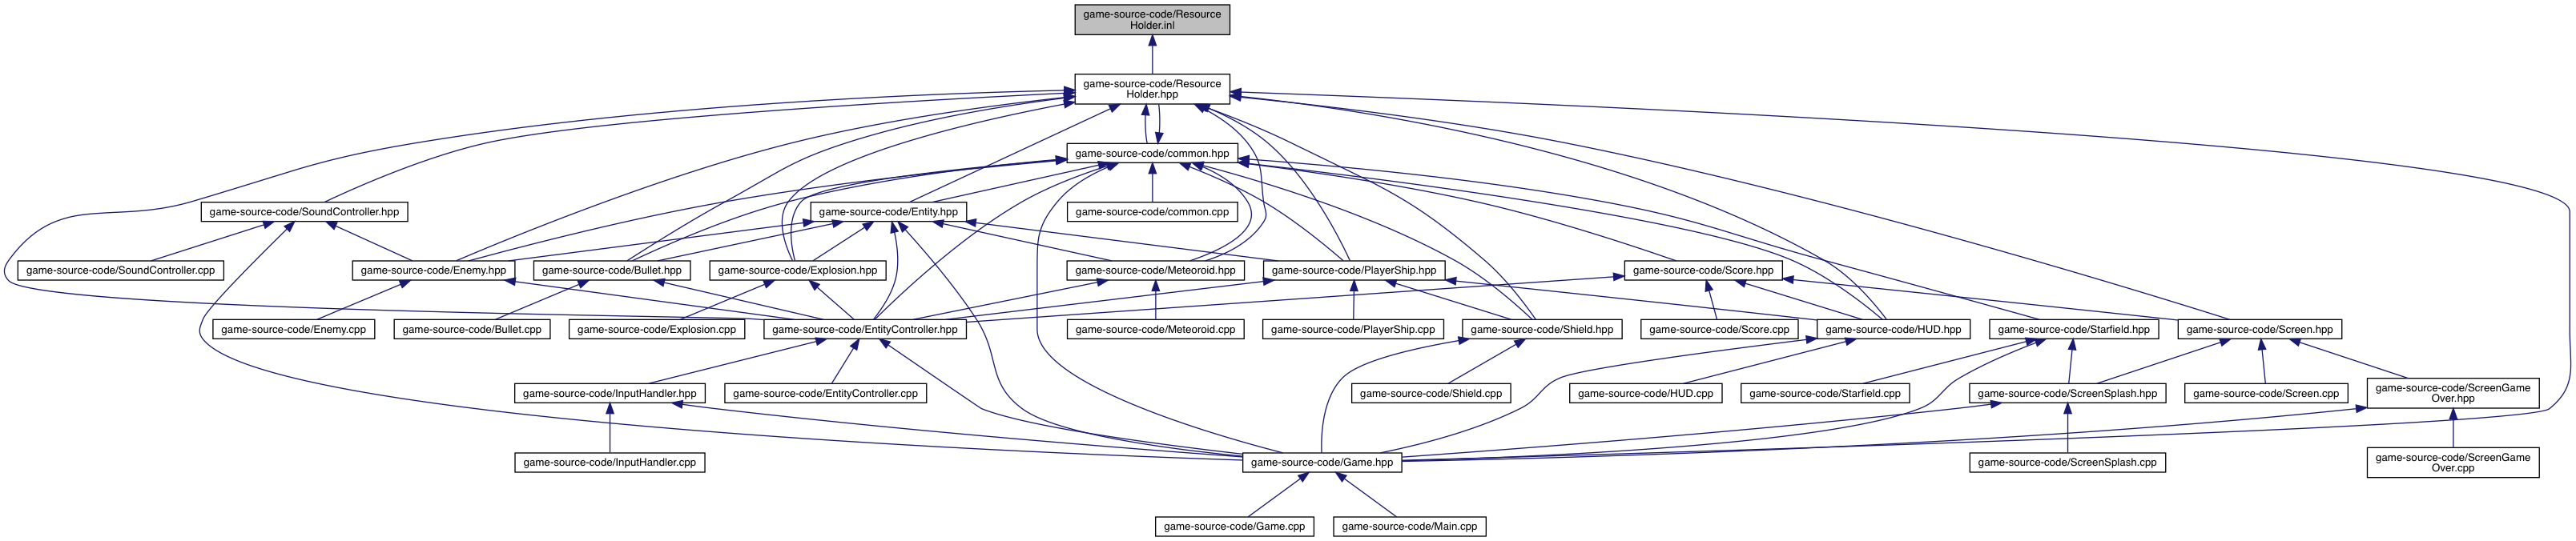 game-source-code/Resource
Holder.inl
game-source-code/Resource
Holder.hpp
game-source-code/common.hpp
game-source-code/SoundController.hpp
game-source-code/Entity.hpp
game-source-code/common.cpp
game-source-code/SoundController.cpp
game-source-code/Enemy.hpp
game-source-code/Bullet.hpp
game-source-code/Explosion.hpp
game-source-code/Meteoroid.hpp
game-source-code/PlayerShip.hpp
game-source-code/Score.hpp
game-source-code/Enemy.cpp
game-source-code/Bullet.cpp
game-source-code/Explosion.cpp
game-source-code/EntityController.hpp
game-source-code/Meteoroid.cpp
game-source-code/PlayerShip.cpp
game-source-code/Shield.hpp
game-source-code/Score.cpp
game-source-code/HUD.hpp
game-source-code/Starfield.hpp
game-source-code/Screen.hpp
game-source-code/InputHandler.hpp
game-source-code/EntityController.cpp
game-source-code/Shield.cpp
game-source-code/HUD.cpp
game-source-code/Starfield.cpp
game-source-code/ScreenSplash.hpp
game-source-code/Screen.cpp
game-source-code/ScreenGame
Over.hpp
game-source-code/InputHandler.cpp
game-source-code/Game.hpp
game-source-code/ScreenSplash.cpp
game-source-code/ScreenGame
Over.cpp
game-source-code/Game.cpp
game-source-code/Main.cpp